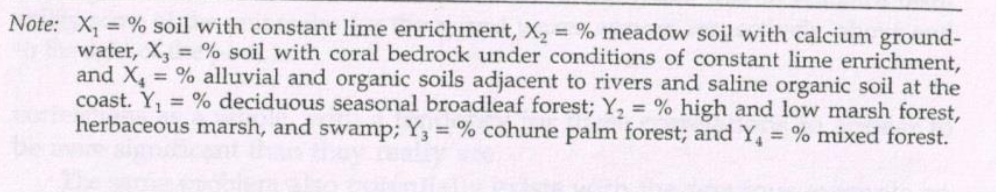 Note: X₁ = % soil with constant lime enrichment, X₂ = % meadow soil with calcium ground-
water, X₃ = % soil with coral bedrock under conditions of constant lime enrichment,
and X₄ = % alluvial and organic soils adjacent to rivers and saline organic soil at the
coast. Y₁ = % deciduous seasonal broadleaf forest; Y₂ = % high and low marsh forest,
herbaceous marsh, and swamp; Y₃ = % cohune palm forest; and Y₄ = % mixed forest.